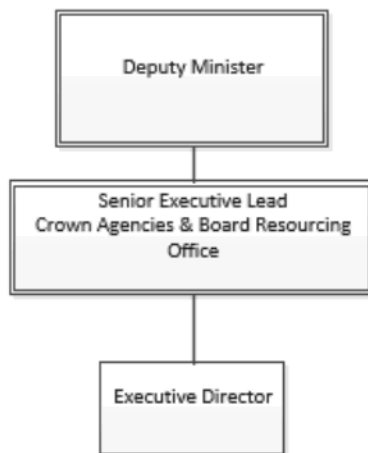 Deputy Minister
Senior Executive Lead
Crown Agencies & Board Resourcing
Office
Executive Director